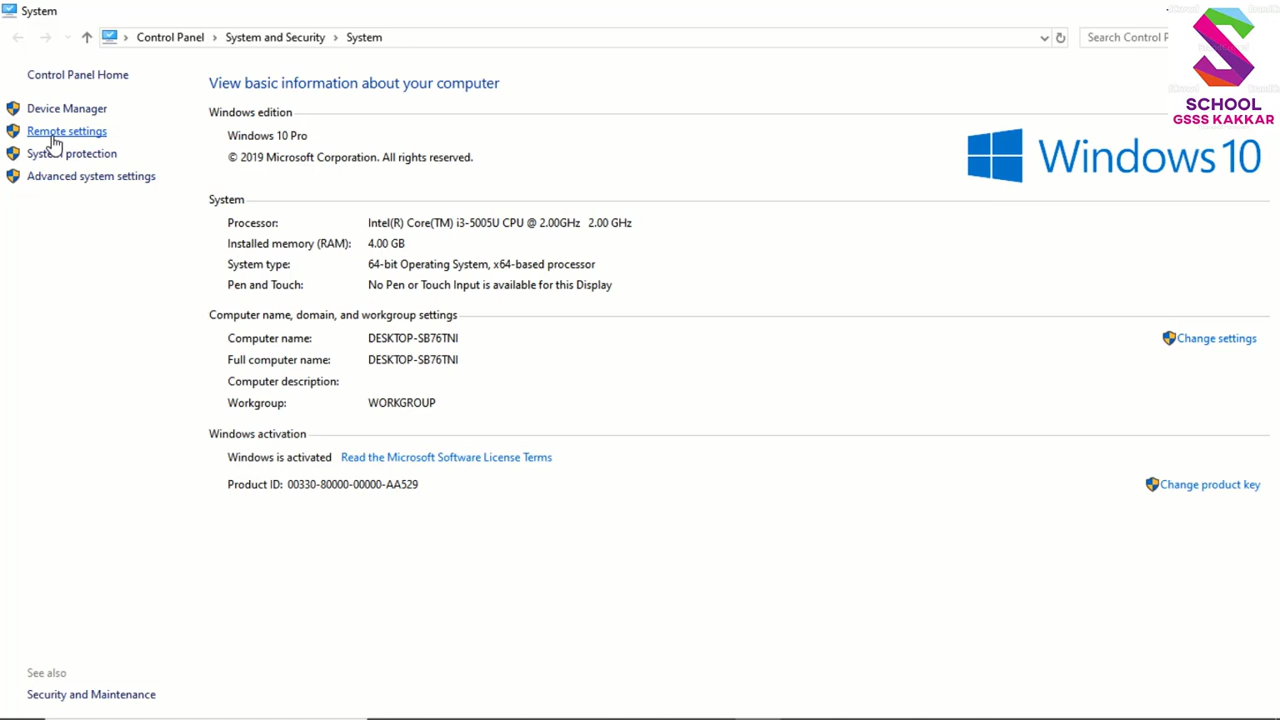 System
Control Panel > System and Security > System
Search Control P
SCHOOL
GSSS KAKKAR
Control Panel Home
Device Manager
Remote settings
System protection
Advanced system settings
View basic information about your computer
Windows edition
Windows 10 Pro
© 2019 Microsoft Corporation. All rights reserved.
Windows 10
System
Processor: Intel(R) Core(TM) i3-5005U CPU @ 2.00GHz 2.00 GHz
Installed memory (RAM): 4.00 GB
System type: 64-bit Operating System, x64-based processor
Pen and Touch: No Pen or Touch Input is available for this Display
Computer name, domain, and workgroup settings
Computer name: DESKTOP-SB76TNI
Change settings
Full computer name: DESKTOP-SB76TNI
Computer description:
Workgroup: WORKGROUP
Windows activation
Windows is activated Read the Microsoft Software License Terms
Product ID: 00330-80000-00000-AA529
Change product key
See also
Security and Maintenance